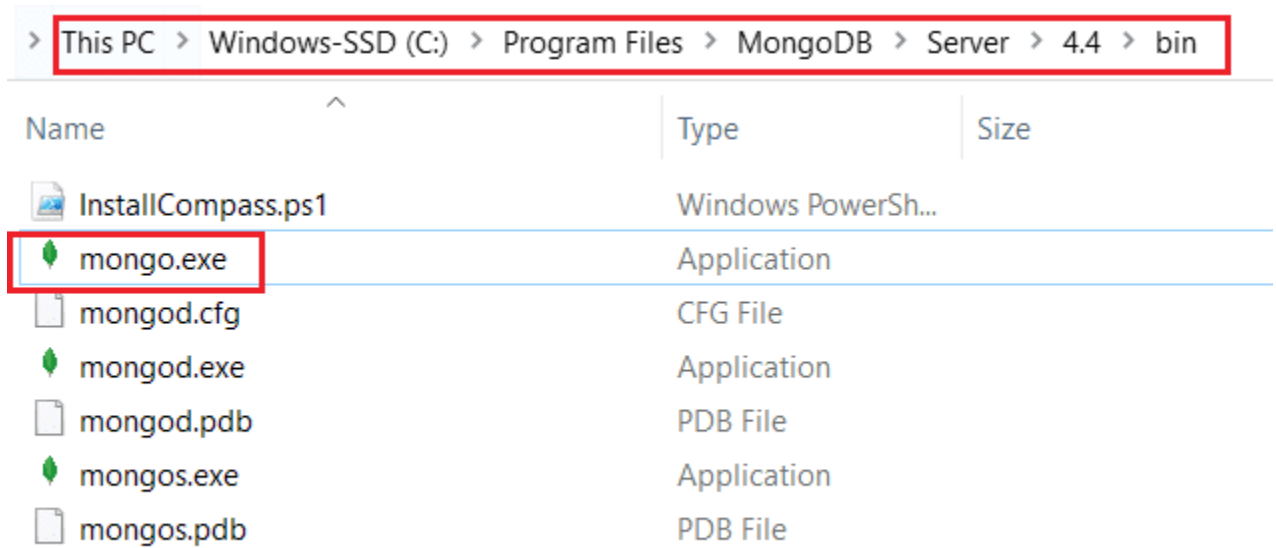 > This PC > Windows-SSD (C:) > Program Files > MongoDB > Server > 4.4 > bin
Name Type Size
InstallCompass.ps1 Windows PowerSh...
mongo.exe Application
mongod.cfg CFG File
mongod.exe Application
mongod.pdb PDB File
mongos.exe Application
mongos.pdb PDB File